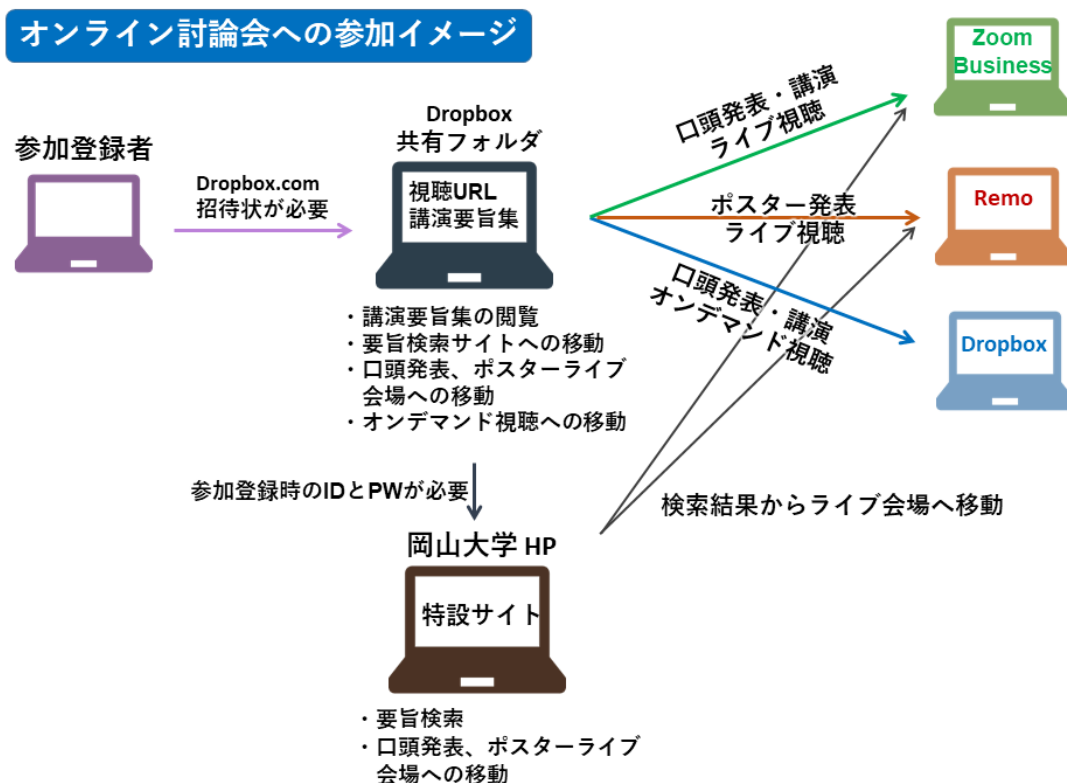 オンライン討論会への参加イメージ
参加登録者
Dropbox.com
招待状が必要
Dropbox
共有フォルダ
視聴URL
講演要旨集
・講演要旨集の閲覧
・要旨検索サイトへの移動
・口頭発表、ポスターライブ
会場への移動
・オンデマンド視聴への移動
口頭発表・講演
ライブ視聴
ポスター発表
ライブ視聴
口頭発表・講演
オンデマンド視聴
Zoom
Business
Remo
Dropbox
参加登録時のIDとPWが必要
検索結果からライブ会場へ移動
岡山大学 HP
特設サイト
・要旨検索
・口頭発表、ポスターライブ
会場への移動